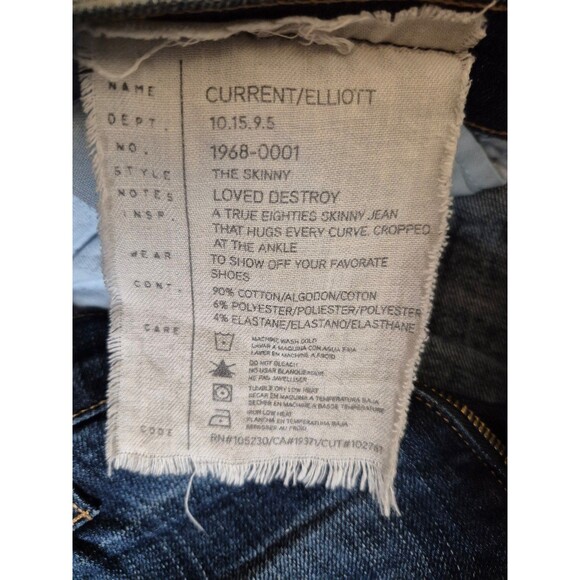 NAME CURRENT/ELLIOTT
DEPT. 10.15.9.5
NO. 1968-0001
STYLE THE SKINNY
NOTES LOVED DESTROY
INSP. A TRUE EIGHTIES SKINNY JEAN
THAT HUGS EVERY CURVE. CROPPED
AT THE ANKLE
WEAR TO SHOW OFF YOUR FAVORATE
SHOES
CONT. 90% COTTON/ALGODON/COTON
6% POLYESTER/POLIESTER/POLYESTER
4% ELASTANE/ELASTANO/ELASTHANE
CARE MACHINE WASH COLD
LAVAR A MAQUINA CON AGUA FRIA
LAVER EN MACHINE A FROID
DO NOT BLEACH
NO USAR BLANQUEADOR
NE PAS JAVELLISER
TUMBLE DRY LOW HEAT
SECAR EN MAQUINA A TEMPERATURA BAJA
SECHER EN MACHINE A BASSE TEMPERATUR
IRON LOW HEAT
PLANCHA EN TEMPERATURA BAJA
REPASSER AU FROID
CODE RN#105230/CA#19371/CUT#102761